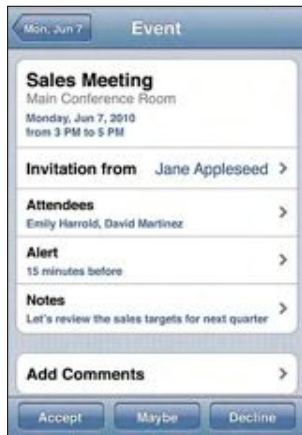 Mon, Jun 7 Event
Sales Meeting
Main Conference Room
Monday, Jun 7, 2010
from 3 PM to 5 PM
Invitation from Jane Appleseed
Attendees
Emily Harrold, David Martinez
Alert
15 minutes before
Notes
Let's review the sales targets for next quarter
Add Comments
Accept Maybe Decline